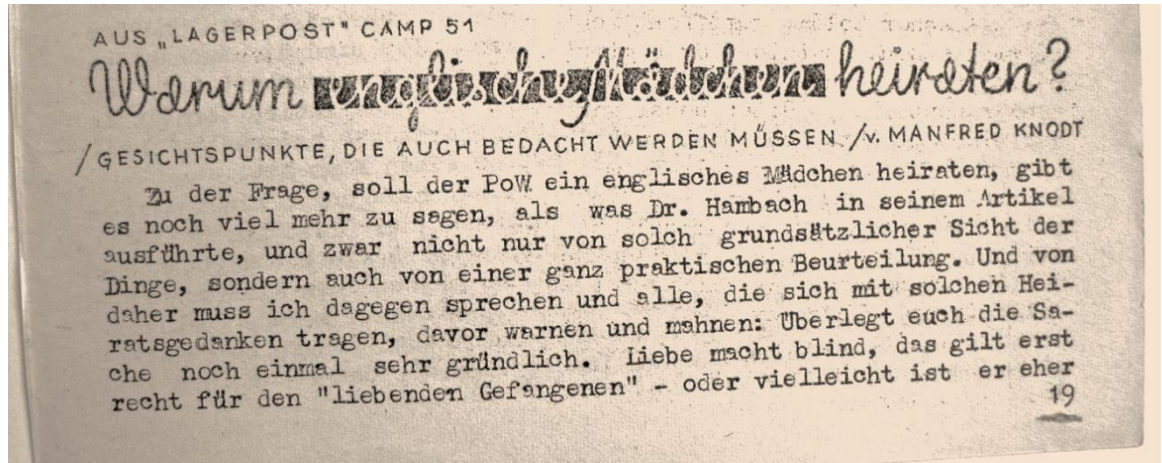 AUS „LAGERPOST" CAMP 51
Warum englische Mädchen heiraten?
/GESICHTSPUNKTE, DIE AUCH BEDACHT WERDEN MÜSSEN /v. MANFRED KNODT
Zu der Frage, soll der PoW ein englisches Mädchen heiraten, gibt
es noch viel mehr zu sagen, als was Dr. Hambach in seinem Artikel
ausführte, und zwar nicht nur von solch grundsätzlicher Sicht der
Dinge, sondern auch von einer ganz praktischen Beurteilung. Und von
daher muss ich dagegen sprechen und alle, die sich mit solchen Hei-
ratsgedanken tragen, davor warnen und mahnen: Überlegt euch die Sa-
che noch einmal sehr gründlich. Liebe macht blind, das gilt erst
recht für den "liebenden Gefangenen" - oder vielleicht ist er eher
19